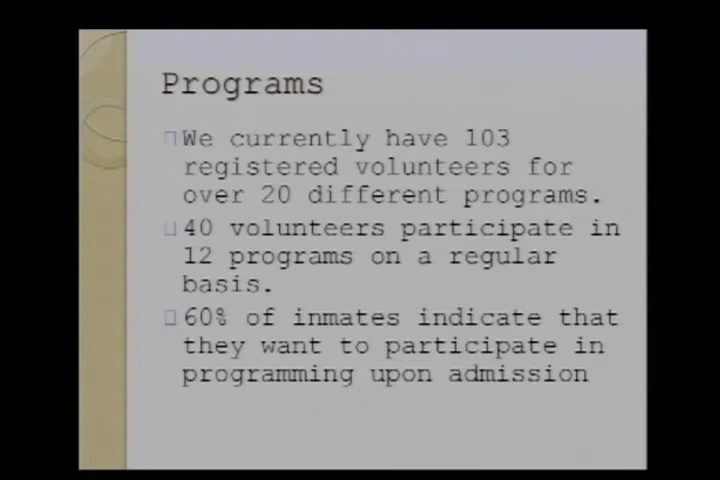 Programs
We currently have 103
registered volunteers for
over 20 different programs.
40 volunteers participate in
12 programs on a regular
basis.
60% of inmates indicate that
they want to participate in
programming upon admission